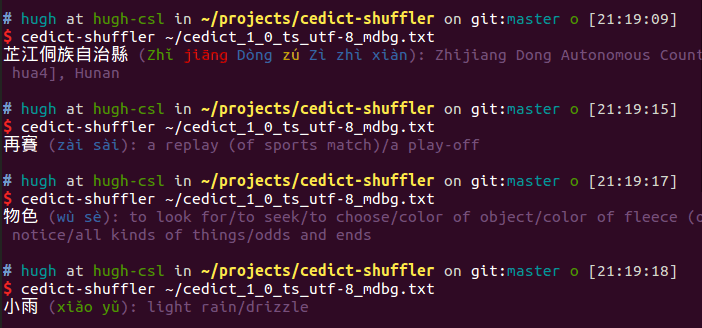 # hugh at hugh-csl in ~/projects/cedict-shuffler on git:master o [21:19:09]
$ cedict-shuffler ~/cedict_1_0_ts_utf-8_mdbg.txt
芷江侗族自治縣 (Zhǐ jiāng Dòng zú Zì zhì xiàn): Zhijiang Dong Autonomous Count
hua4], Hunan
# hugh at hugh-csl in ~/projects/cedict-shuffler on git:master o [21:19:15]
$ cedict-shuffler ~/cedict_1_0_ts_utf-8_mdbg.txt
再賽 (zài sài): a replay (of sports match)/a play-off
# hugh at hugh-csl in ~/projects/cedict-shuffler on git:master o [21:19:17]
$ cedict-shuffler ~/cedict_1_0_ts_utf-8_mdbg.txt
物色 (wù sè): to look for/to seek/to choose/color of object/color of fleece (c
notice/all kinds of things/odds and ends
# hugh at hugh-csl in ~/projects/cedict-shuffler on git:master o [21:19:18]
$ cedict-shuffler ~/cedict_1_0_ts_utf-8_mdbg.txt
小雨 (xiǎo yǔ): light rain/drizzle